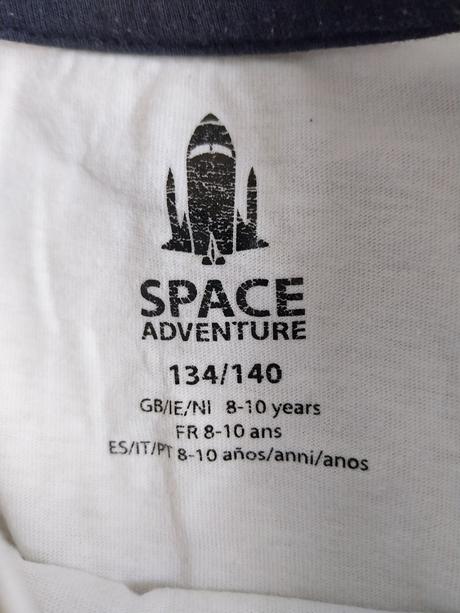 SPACE
ADVENTURE
134/140
GB/IE/NI 8-10 years
FR 8-10 ans
ES/IT/PT 8-10 años/anni/anos